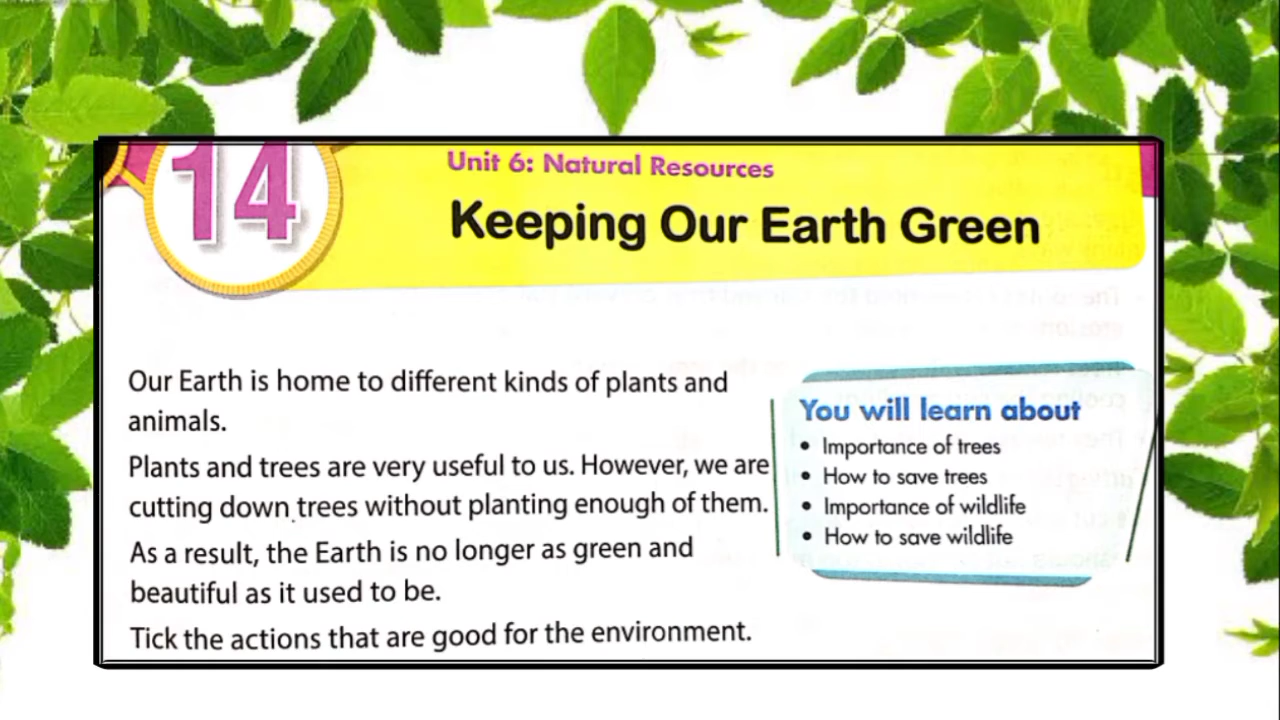 14
Unit 6: Natural Resources
Keeping Our Earth Green
Our Earth is home to different kinds of plants and
animals.
Plants and trees are very useful to us. However, we are
cutting down trees without planting enough of them.
As a result, the Earth is no longer as green and
beautiful as it used to be.
Tick the actions that are good for the environment.
You will learn about
• Importance of trees
• How to save trees
• Importance of wildlife
• How to save wildlife